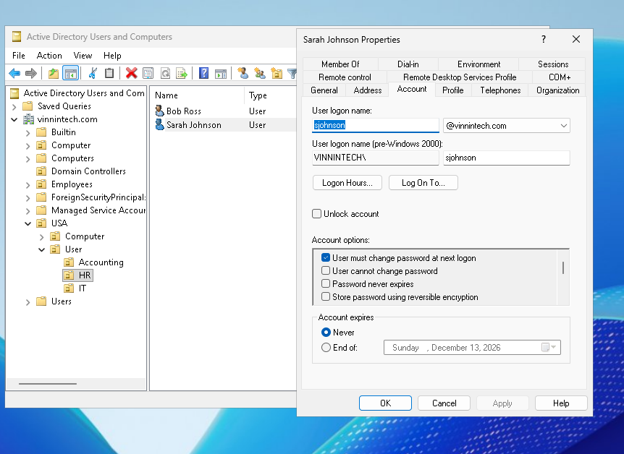 Active Directory Users and Computers
File Action View Help
Active Directory Users and Com
Saved Queries
vinnintech.com
Builtin
Computer
Computers
Domain Controllers
Employees
ForeignSecurityPrincipals
Managed Service Accour
USA
Computer
User
Accounting
HR
IT
Users
Name Type
Bob Ross User
Sarah Johnson User
Sarah Johnson Properties ?
Member Of Dial-in Environment Sessions
Remote control Remote Desktop Services Profile COM+
General Address Account Profile Telephones Organization
User logon name:
sjohnson @vinnintech.com
User logon name (pre-Windows 2000):
VINNINTECH\ sjohnson
Logon Hours... Log On To...
Unlock account
Account options:
User must change password at next logon
User cannot change password
Password never expires
Store password using reversible encryption
Account expires
Never
End of: Sunday , December 13, 2026
OK Cancel Apply Help